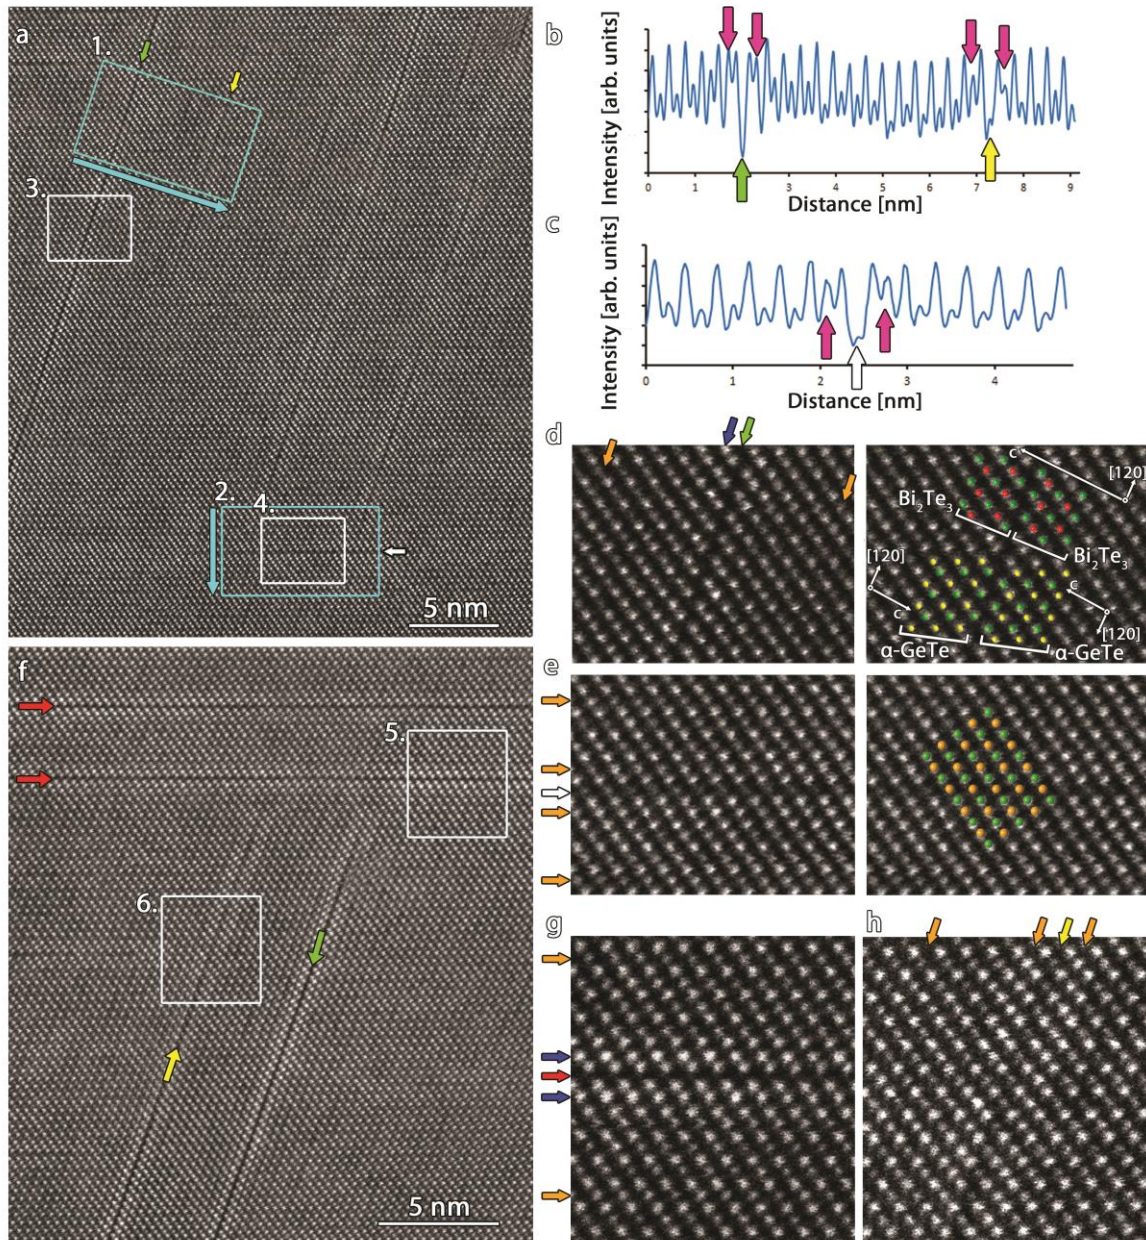 a
1.
3.
2.
4.
5 nm
b
Intensity [arb. units]
0 1 2 3 4 5 6 7 8 9
Distance [nm]
c
Intensity [arb. units]
0 1 2 3 4
Distance [nm]
d
c
[120]
Bi₂Te₃
Bi₂Te₃
[120]
c
c
[120]
α-GeTe
α-GeTe
e
f
5.
6.
5 nm
g
h